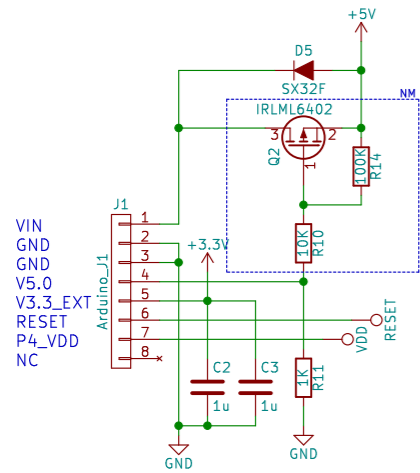 +5V
D5
SX32F
NM
IRLML6402
3
2
Q2
1
100K
R14
J1
10K
R10
VIN
GND
GND
V5.0
V3.3_EXT
RESET
P4_VDD
NC
Arduino_J1
1
2
3
4
5
6
7
8
+3.3V
RESET
VDD
C2
1u
C3
1u
1K
R11
GND
GND